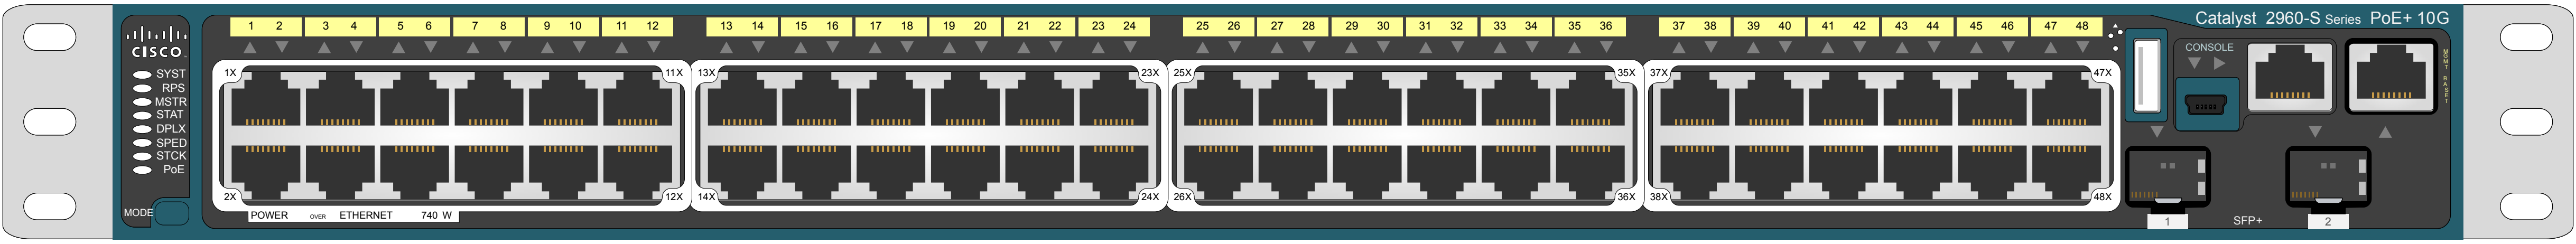 Catalyst 2960-S Series PoE+ 10G
CISCO
1 2 3 4 5 6 7 8 9 10 11 12 13 14 15 16 17 18 19 20 21 22 23 24 25 26 27 28 29 30 31 32 33 34 35 36 37 38 39 40 41 42 43 44 45 46 47 48
CONSOLE
MGMT BASET
1X 11X 13X 23X 25X 35X 37X 47X
SYST
RPS
MSTR
STAT
DPLX
SPED
STCK
PoE
2X 12X 14X 24X 26X 36X 38X 48X
MODE
POWER OVER ETHERNET 740 W
1 SFP+ 2